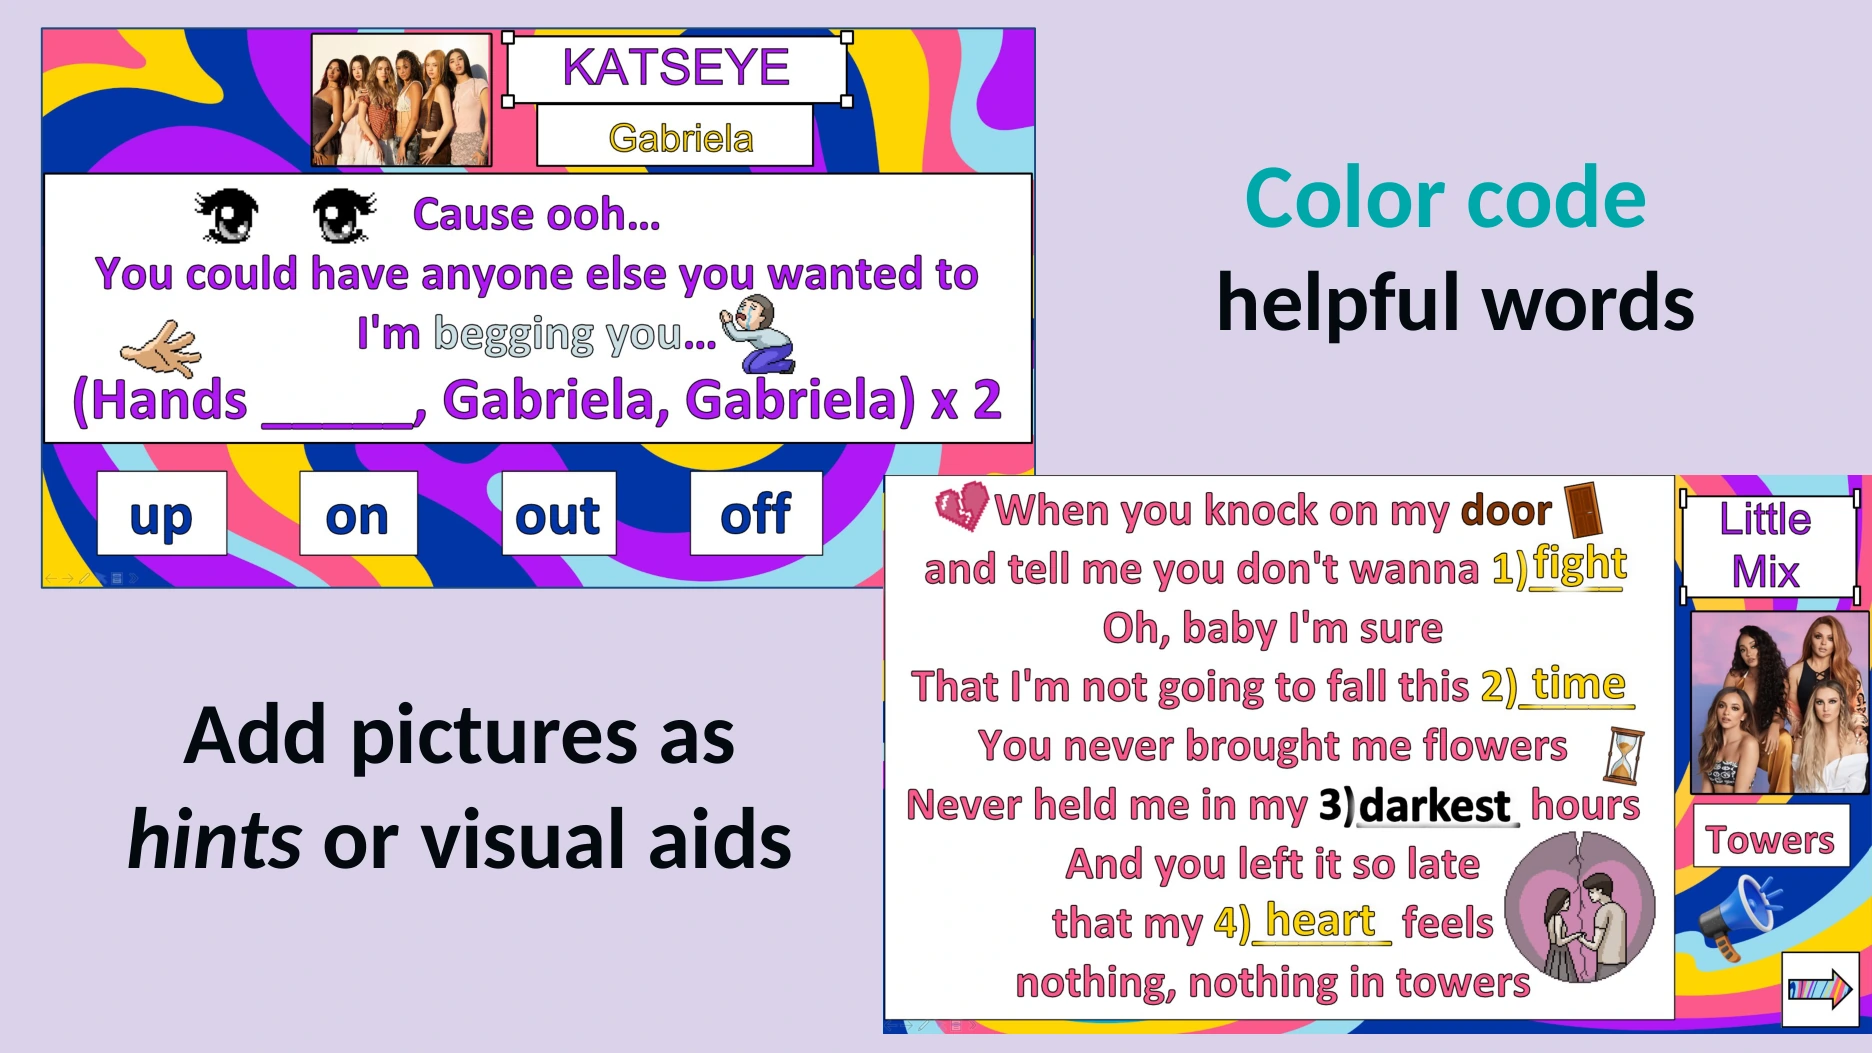 KATSEYE
Gabriela
Cause ooh...
You could have anyone else you wanted to
I'm begging you...
(Hands _____, Gabriela, Gabriela) x 2
up
on
out
off
Color code
helpful words
Add pictures as
hints or visual aids
When you knock on my door
and tell me you don't wanna 1) fight
Oh, baby I'm sure
That I'm not going to fall this 2) time
You never brought me flowers
Never held me in my 3) darkest hours
And you left it so late
that my 4) heart feels
nothing, nothing in towers
Little
Mix
Towers